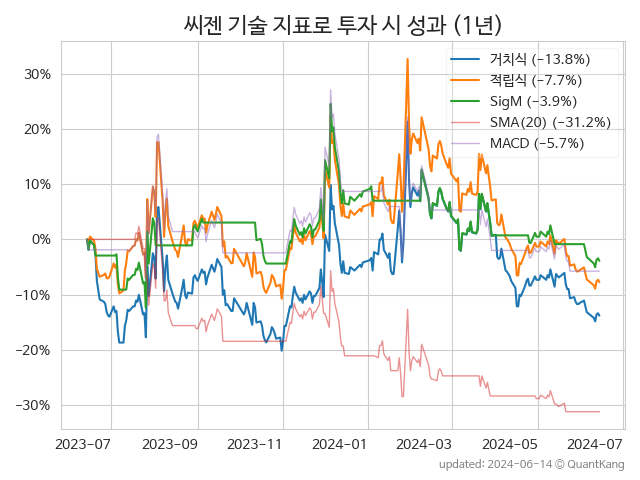 씨젠 기술 지표로 투자 시 성과 (1년)
거치식 (−13.8%)
적립식 (−7.7%)
SigM (−3.9%)
SMA(20) (−31.2%)
MACD (−5.7%)
30%
20%
10%
0%
−10%
−20%
−30%
2023-07 2023-09 2023-11 2024-01 2024-03 2024-05 2024-07
updated: 2024-06-14 © QuantKang